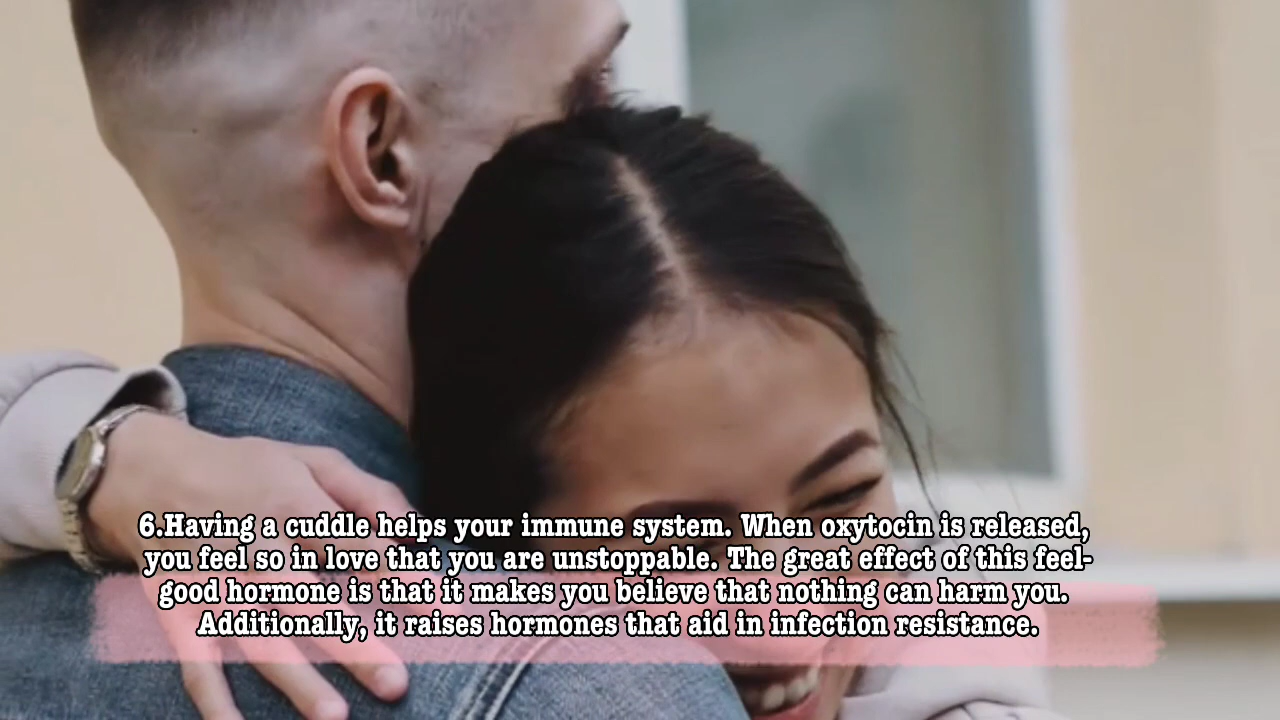 6.Having a cuddle helps your immune system. When oxytocin is released,
you feel so in love that you are unstoppable. The great effect of this feel-
good hormone is that it makes you believe that nothing can harm you.
Additionally, it raises hormones that aid in infection resistance.